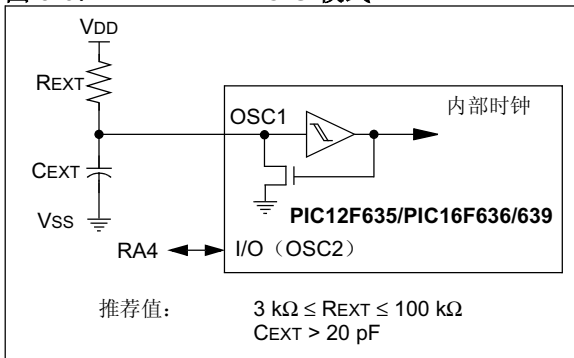 VDD
REXT
OSC1
内部时钟
CEXT
PIC12F635/PIC16F636/639
VSS
RA4
I/O（OSC2）
推荐值：
3 kΩ ≤ REXT ≤ 100 kΩ
CEXT > 20 pF